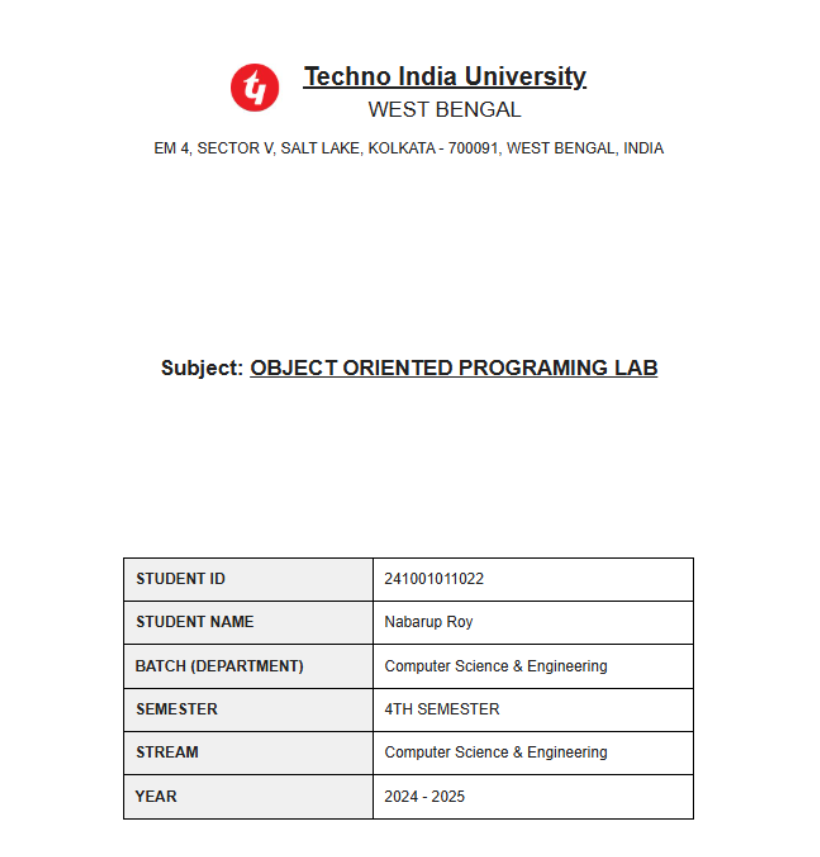 Techno India University
WEST BENGAL
EM 4, SECTOR V, SALT LAKE, KOLKATA - 700091, WEST BENGAL, INDIA
Subject: OBJECT ORIENTED PROGRAMING LAB
STUDENT ID 241001011022
STUDENT NAME Nabarup Roy
BATCH (DEPARTMENT) Computer Science & Engineering
SEMESTER 4TH SEMESTER
STREAM Computer Science & Engineering
YEAR 2024 - 2025